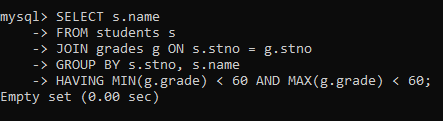 mysql> SELECT s.name
    -> FROM students s
    -> JOIN grades g ON s.stno = g.stno
    -> GROUP BY s.stno, s.name
    -> HAVING MIN(g.grade) < 60 AND MAX(g.grade) < 60;
Empty set (0.00 sec)